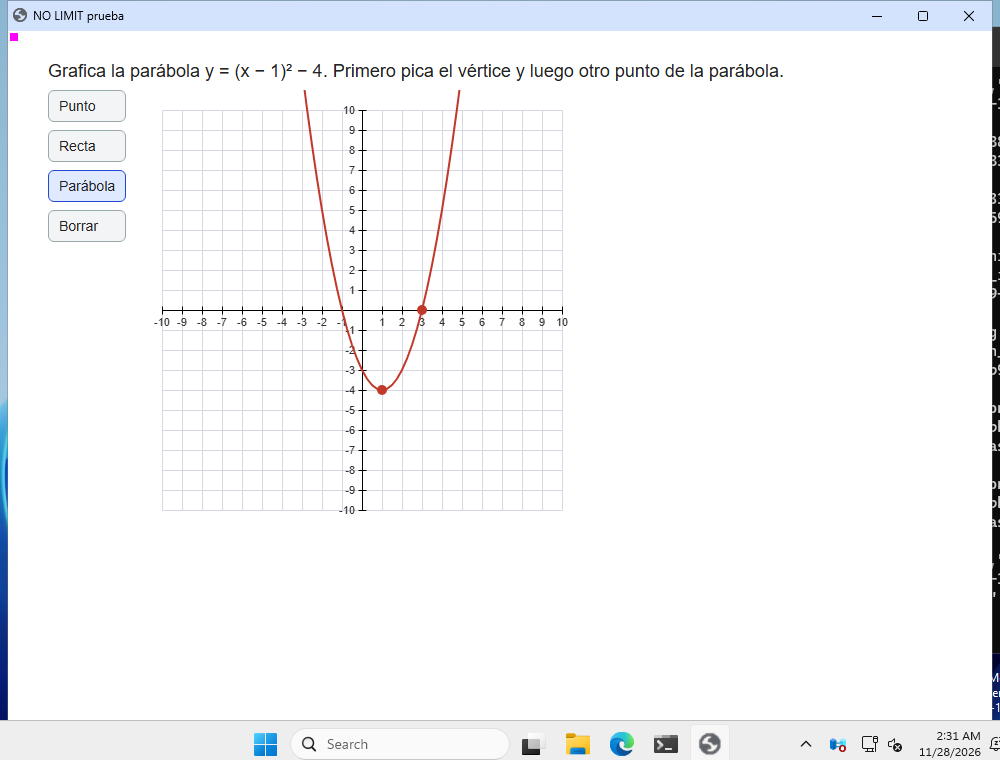 NO LIMIT prueba
Grafica la parábola y = (x − 1)² − 4. Primero pica el vértice y luego otro punto de la parábola.
Punto
Recta
Parábola
Borrar
10
9
8
7
6
5
4
3
2
1
-10 -9 -8 -7 -6 -5 -4 -3 -2 -1 1 2 3 4 5 6 7 8 9 10
-1
-2
-3
-4
-5
-6
-7
-8
-9
-10
Search
2:31 AM
11/28/2026